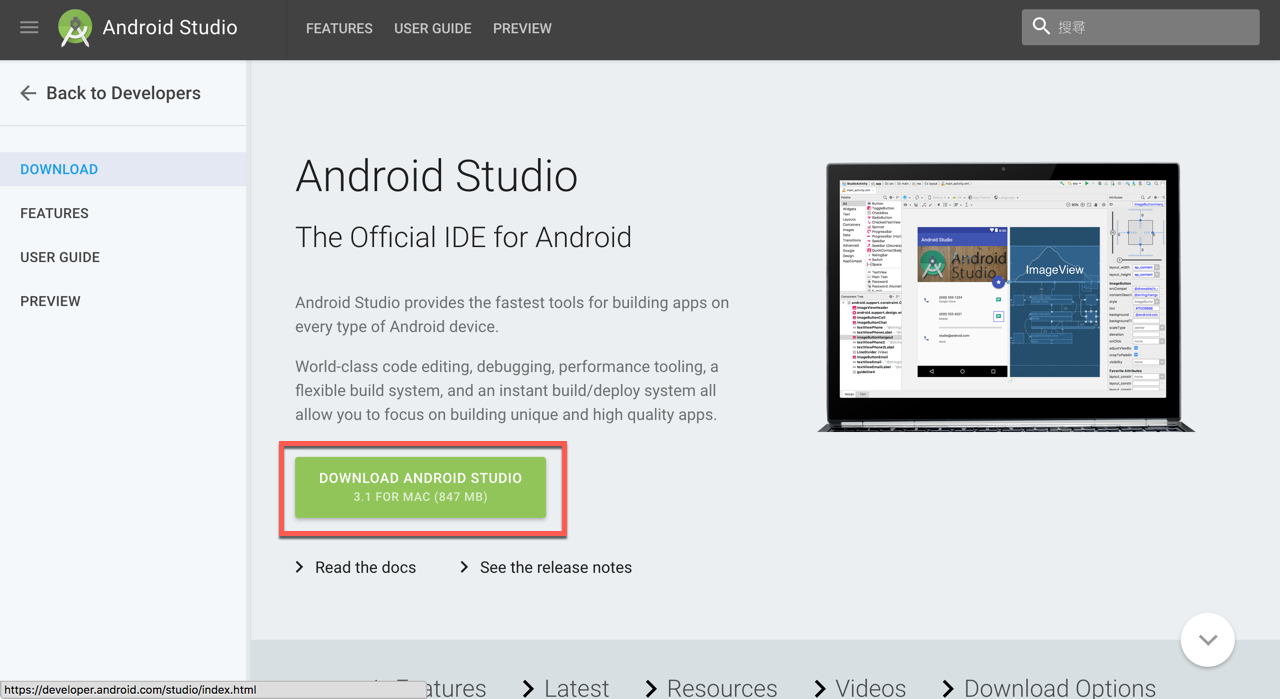 Android Studio
FEATURES
USER GUIDE
PREVIEW
搜尋
Back to Developers
DOWNLOAD
FEATURES
USER GUIDE
PREVIEW
Android Studio
The Official IDE for Android
Android Studio provides the fastest tools for building apps on
every type of Android device.
World-class code editing, debugging, performance tooling, a
flexible build system, and an instant build/deploy system all
allow you to focus on building unique and high quality apps.
DOWNLOAD ANDROID STUDIO
3.1 FOR MAC (847 MB)
Read the docs
See the release notes
Android Studio
Android
Studio
ImageView
Latest
Resources
Videos
Download Options
https://developer.android.com/studio/index.html